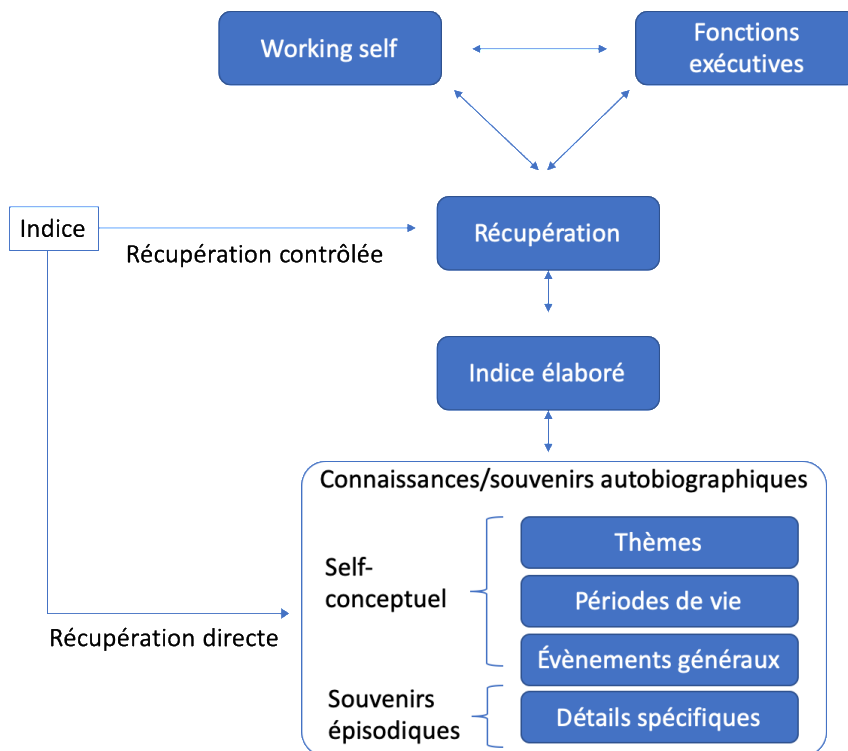 Working self
Fonctions
exécutives
Indice
Récupération
Récupération contrôlée
Indice élaboré
Connaissances/souvenirs autobiographiques
Thèmes
Self-
conceptuel
Périodes de vie
Récupération directe
Évènements généraux
Souvenirs
épisodiques
Détails spécifiques